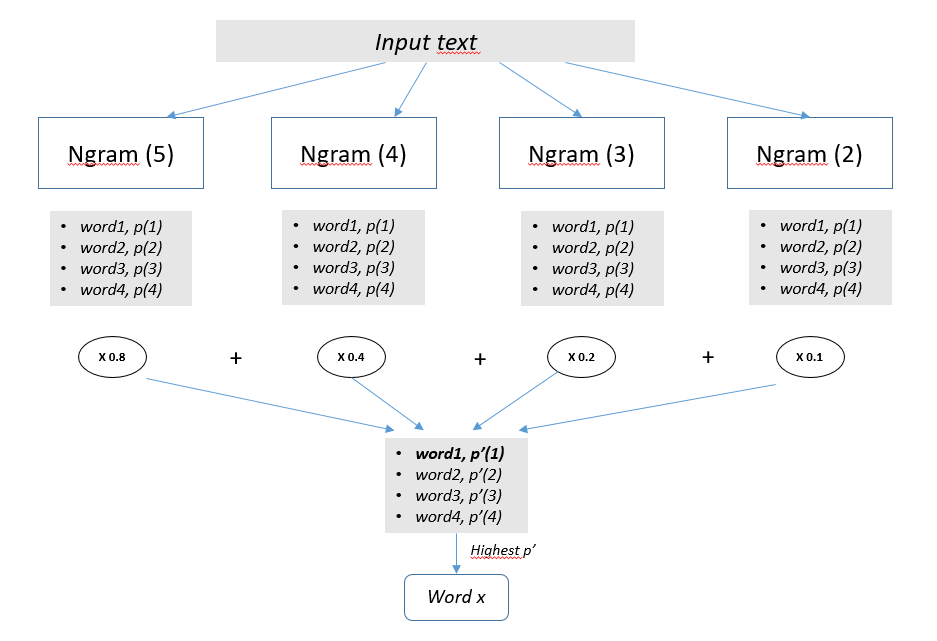 Input text
Ngram (5)
Ngram (4)
Ngram (3)
Ngram (2)
• word1, p(1)
• word2, p(2)
• word3, p(3)
• word4, p(4)
• word1, p(1)
• word2, p(2)
• word3, p(3)
• word4, p(4)
• word1, p(1)
• word2, p(2)
• word3, p(3)
• word4, p(4)
• word1, p(1)
• word2, p(2)
• word3, p(3)
• word4, p(4)
X 0.8
+
X 0.4
+
X 0.2
+
X 0.1
• word1, p’(1)
• word2, p’(2)
• word3, p’(3)
• word4, p’(4)
Highest p’
Word x